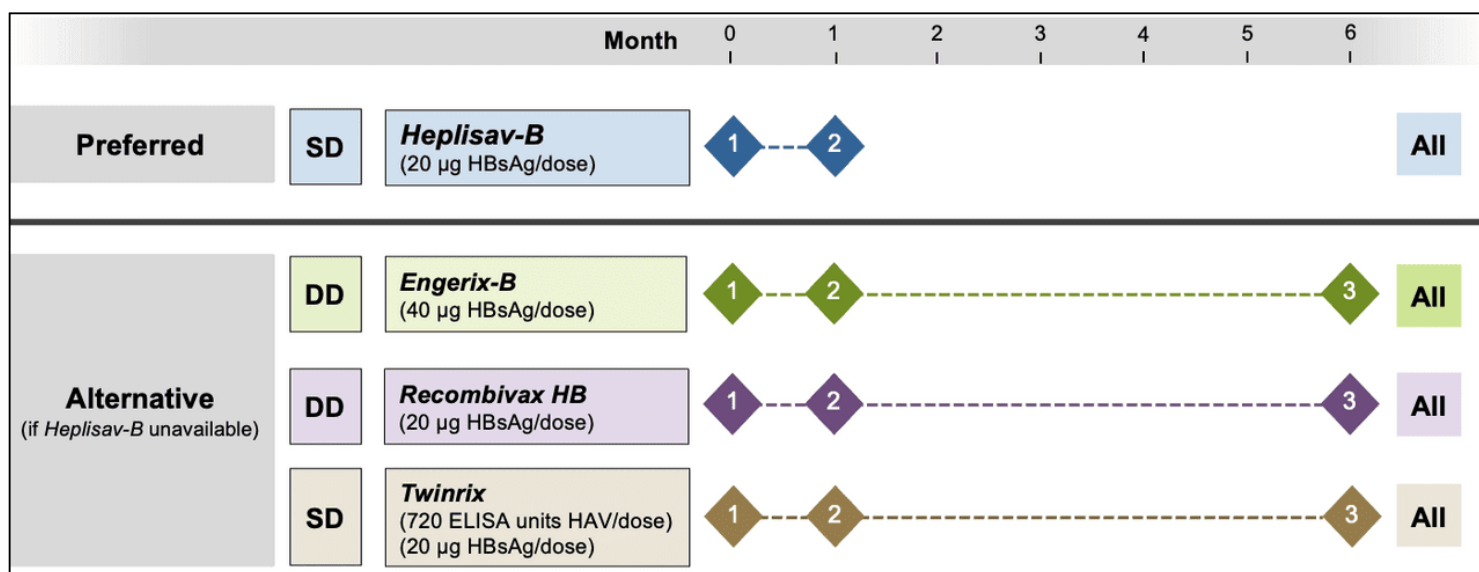 Month 0 1 2 3 4 5 6
Preferred SD Heplisav-B 1 2 All
(20 µg HBsAg/dose)
DD Engerix-B 1 2 3 All
(40 µg HBsAg/dose)
Alternative
(if Heplisav-B unavailable)
DD Recombivax HB 1 2 3 All
(20 µg HBsAg/dose)
SD Twinrix 1 2 3 All
(720 ELISA units HAV/dose)
(20 µg HBsAg/dose)